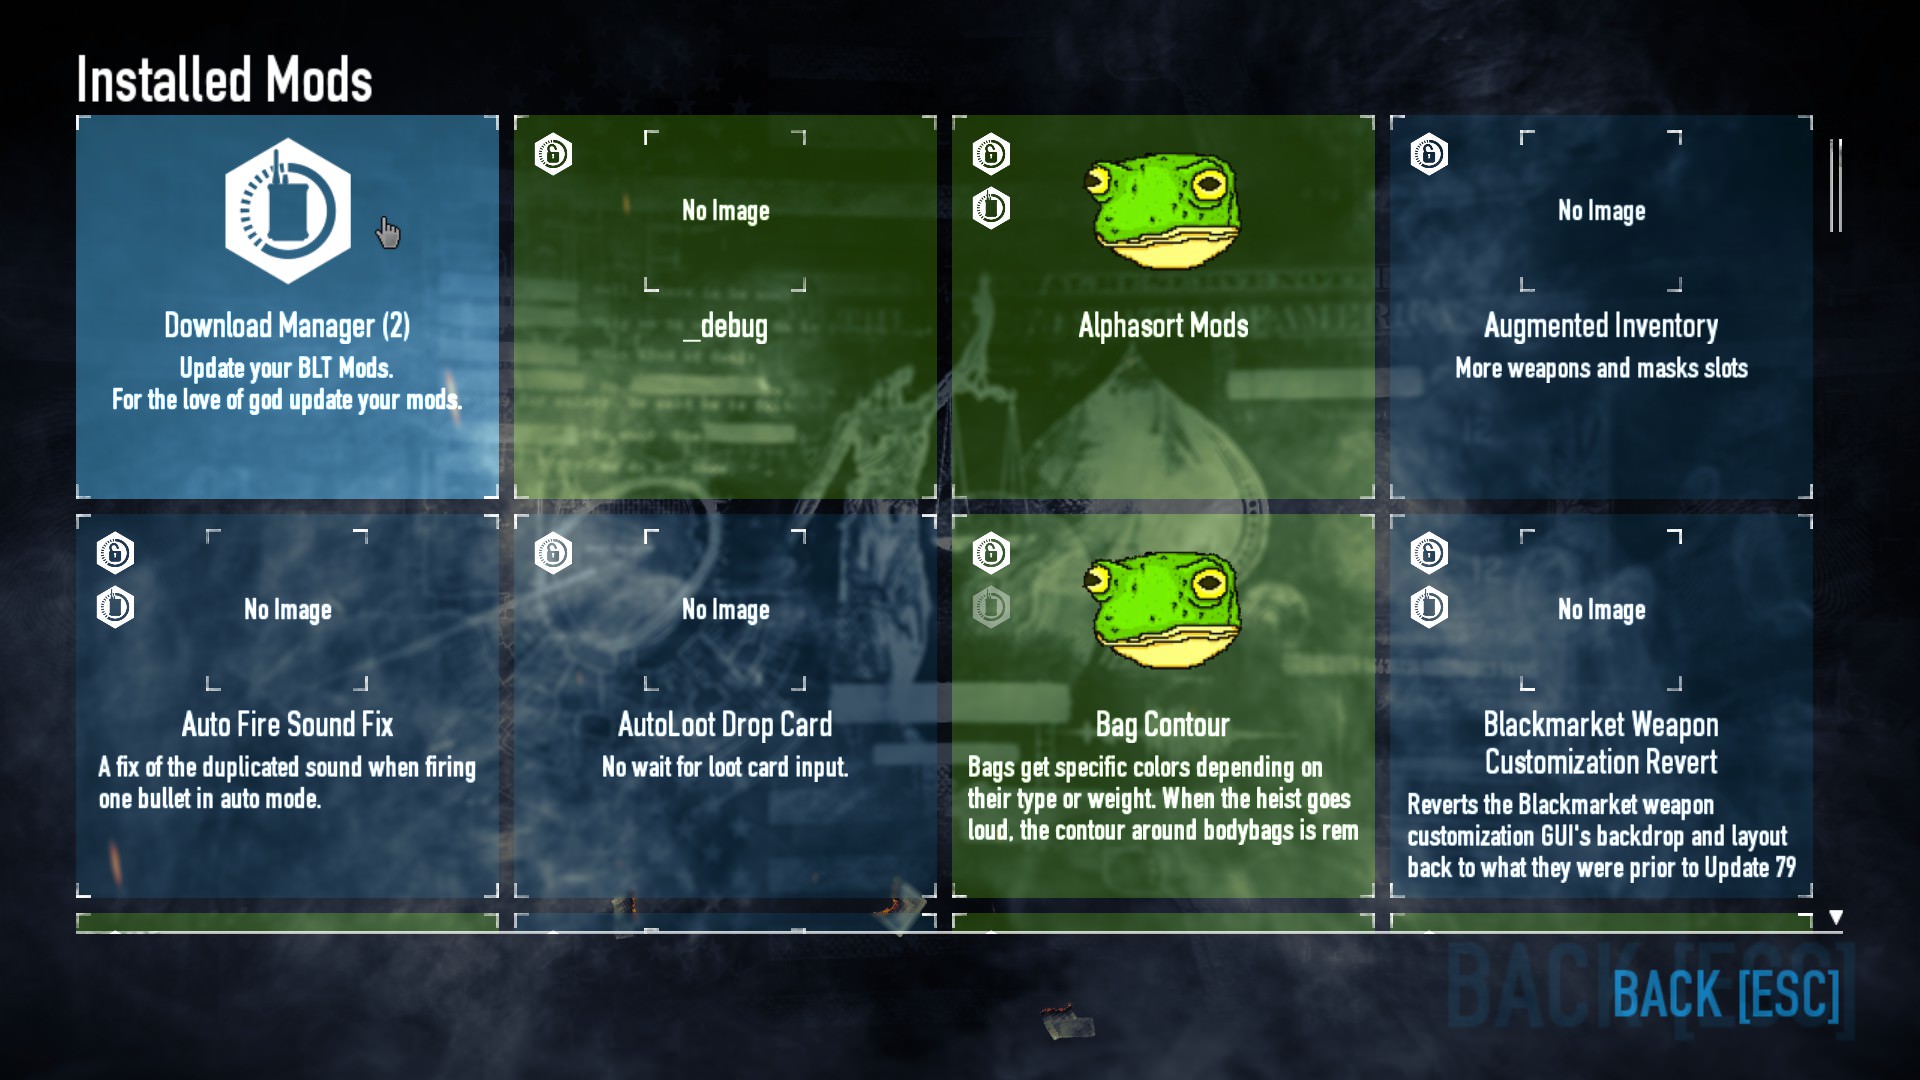 Installed Mods
Download Manager (2)
Update your BLT Mods.
For the love of god update your mods.
No Image
__debug
Alphasort Mods
No Image
Augmented Inventory
More weapons and masks slots
No Image
Auto Fire Sound Fix
A fix of the duplicated sound when firing
one bullet in auto mode.
No Image
AutoLoot Drop Card
No wait for loot card input.
Bag Contour
Bags get specific colors depending on
their type or weight. When the heist goes
loud, the contour around bodybags is rem
No Image
Blackmarket Weapon
Customization Revert
Reverts the Blackmarket weapon
customization GUI's backdrop and layout
back to what they were prior to Update 79
BACK [ESC]
BACK [ESC]